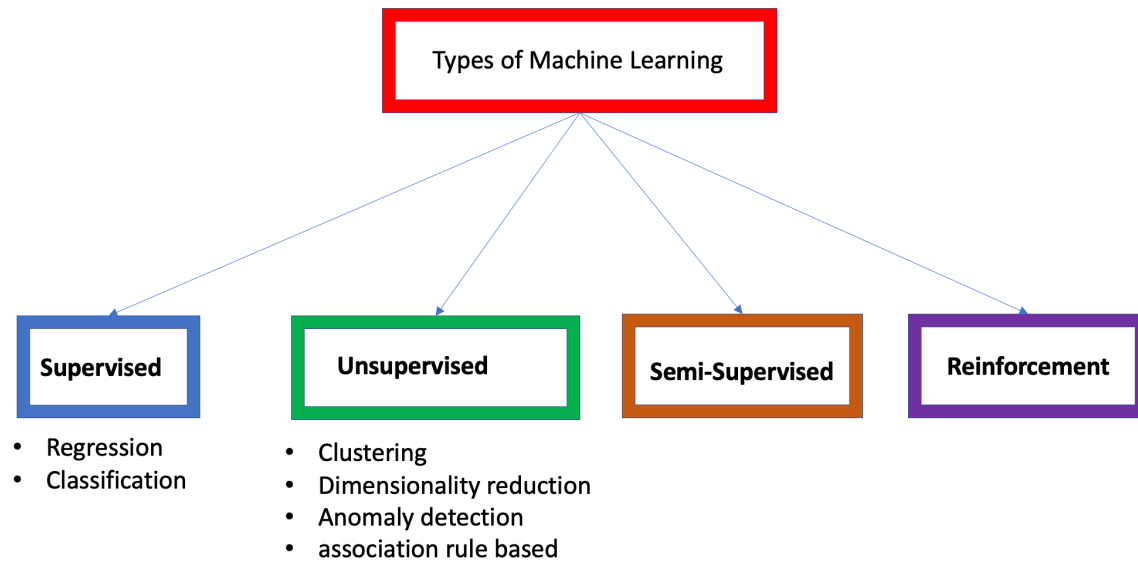 Types of Machine Learning
Supervised
Unsupervised
Semi-Supervised
Reinforcement
• Regression
• Classification
• Clustering
• Dimensionality reduction
• Anomaly detection
• association rule based